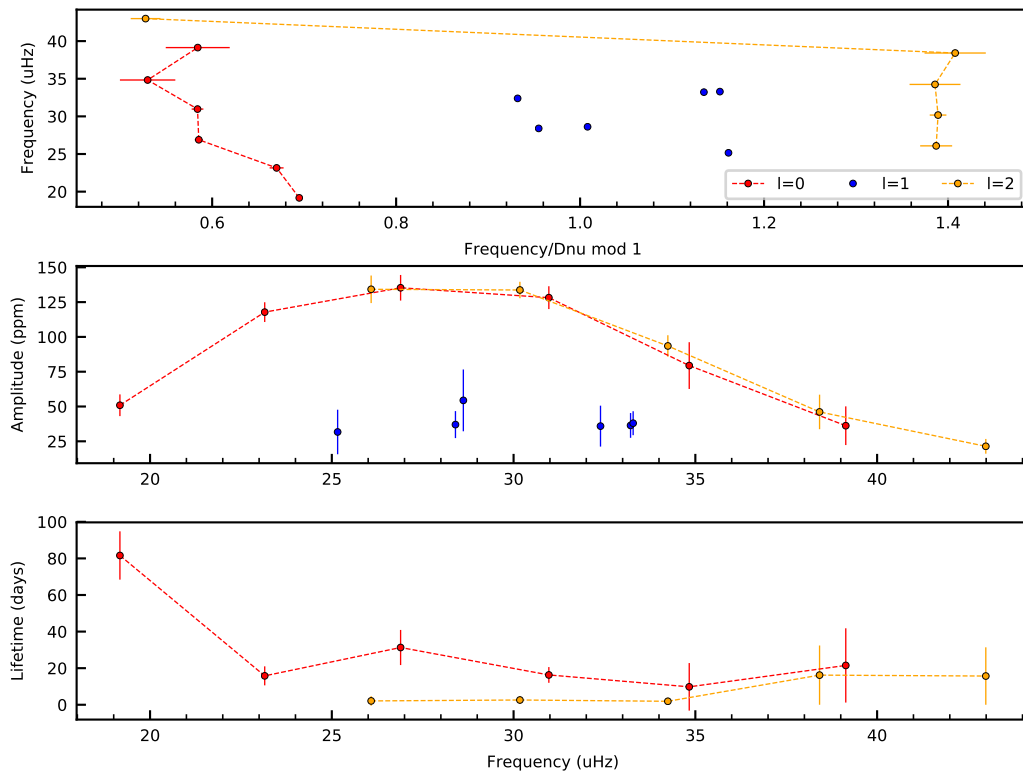 40
35
30
25
20
Frequency (uHz)
l=0 l=1 l=2
0.6 0.8 1.0 1.2 1.4
Frequency/Dnu mod 1
150
125
100
75
50
25
Amplitude (ppm)
20 25 30 35 40
100
80
60
40
20
0
Lifetime (days)
20 25 30 35 40
Frequency (uHz)